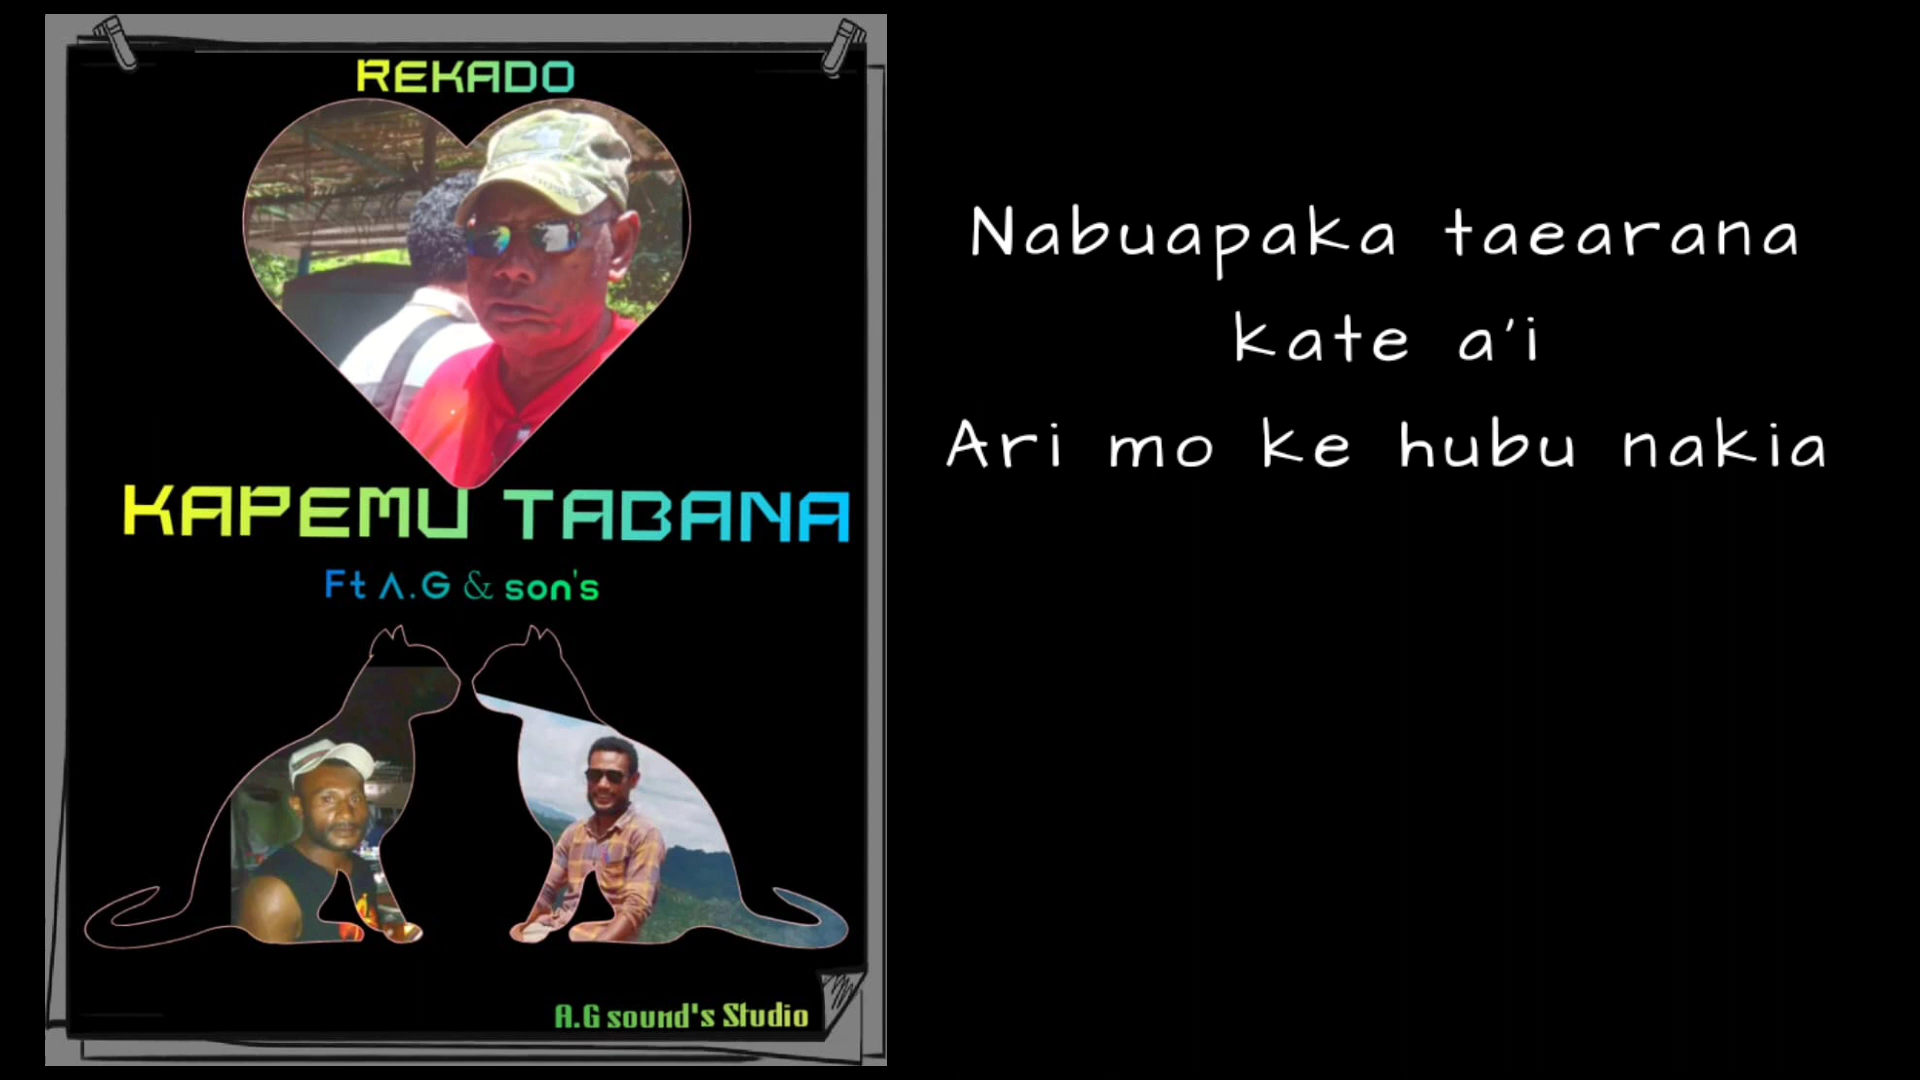 REKADO
KAPEMU TABANA
Ft A.G & son's
A.G sound's Studio
Nabuapaka taearana
kate a'i
Ari mo ke hubu nakia